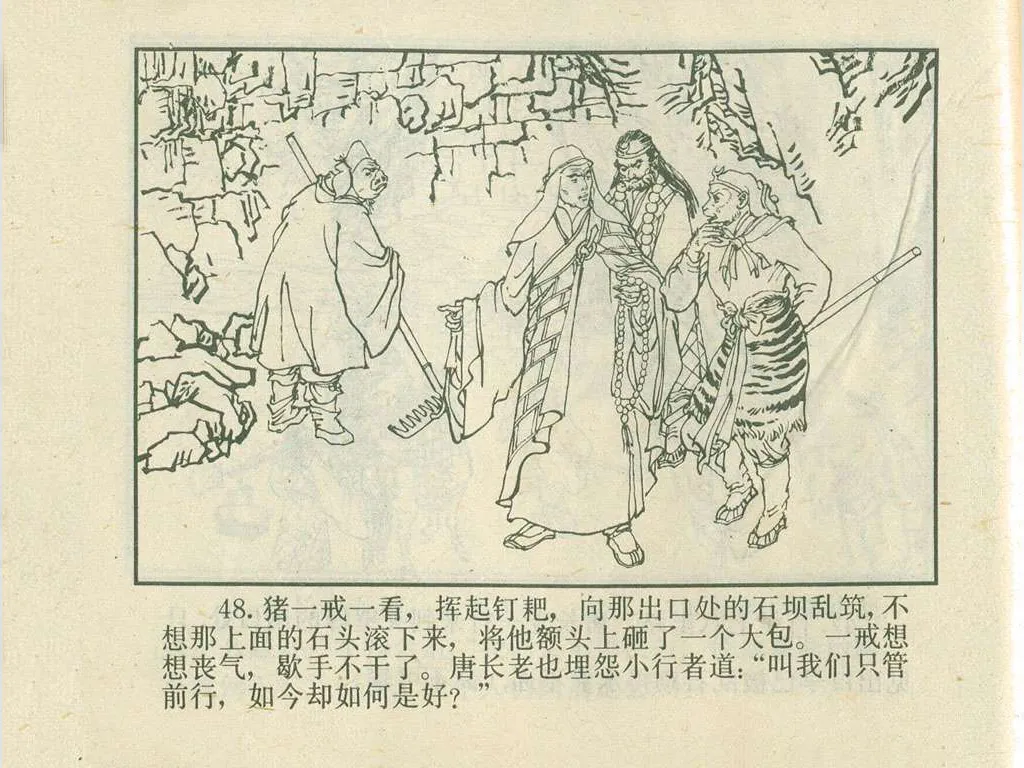 48.猪一戒一看，挥起钉耙，向那出口处的石坝乱筑，不
想那上面的石头滚下来，将他额头上砸了一个大包。一戒想
想丧气，歇手不干了。唐长老也埋怨小行者道：“叫我们只管
前行，如今却如何是好？”